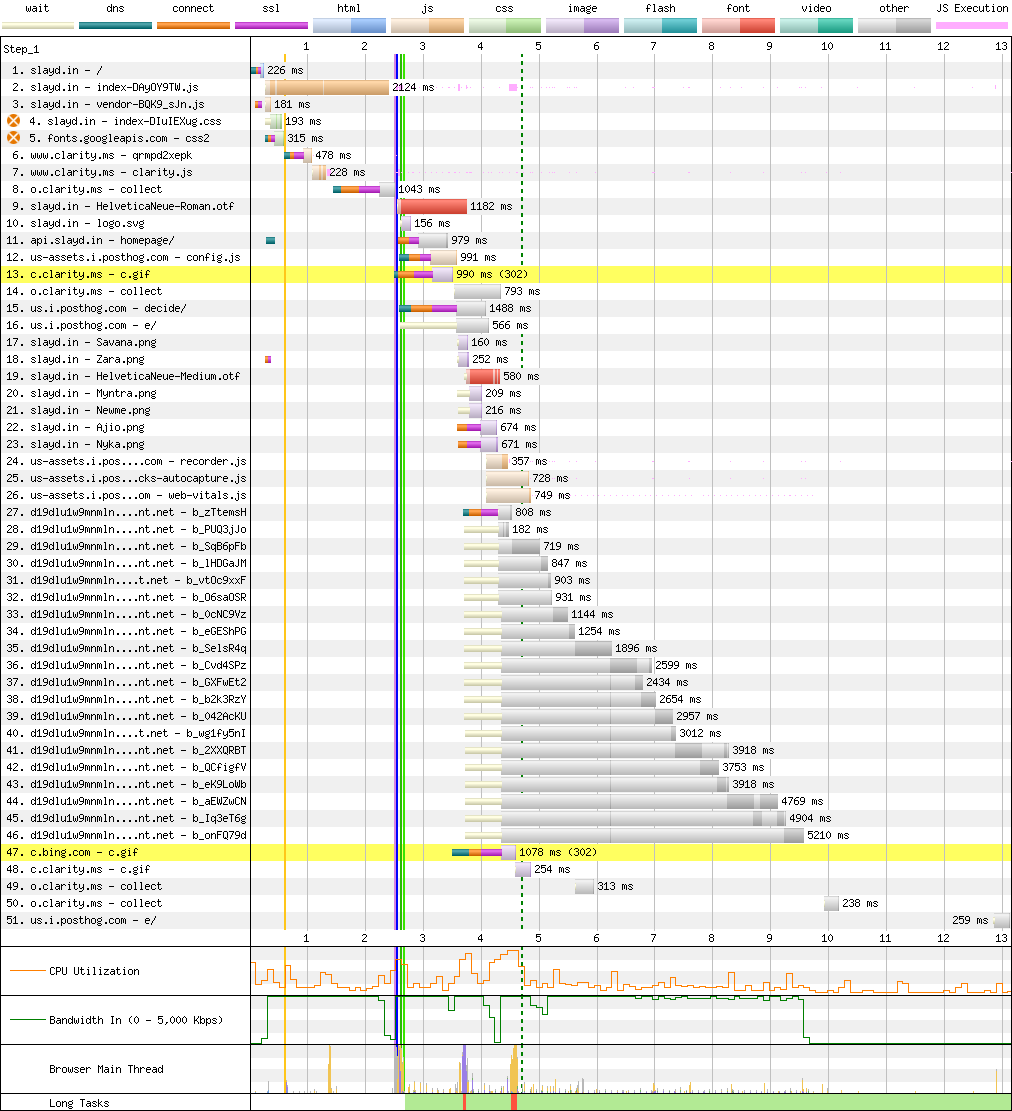 wait dns connect ssl html js css image flash font video other JS Execution
Step_1 1 2 3 4 5 6 7 8 9 10 11 12 13
1. slayd.in - / 226 ms
2. slayd.in - index-DAyOY9TW.js 2124 ms
3. slayd.in - vendor-BQK9_sJn.js 181 ms
4. slayd.in - index-DIuIEXug.css 193 ms
5. fonts.googleapis.com - css2 315 ms
6. www.clarity.ms - qrmpd2xepk 478 ms
7. www.clarity.ms - clarity.js 228 ms
8. o.clarity.ms - collect 1043 ms
9. slayd.in - HelveticaNeue-Roman.otf 1182 ms
10. slayd.in - logo.svg 156 ms
11. api.slayd.in - homepage/ 979 ms
12. us-assets.i.posthog.com - config.js 991 ms
13. c.clarity.ms - c.gif 990 ms (302)
14. o.clarity.ms - collect 793 ms
15. us.i.posthog.com - decide/ 1488 ms
16. us.i.posthog.com - e/ 566 ms
17. slayd.in - Savana.png 160 ms
18. slayd.in - Zara.png 252 ms
19. slayd.in - HelveticaNeue-Medium.otf 580 ms
20. slayd.in - Myntra.png 209 ms
21. slayd.in - Newme.png 216 ms
22. slayd.in - Ajio.png 674 ms
23. slayd.in - Nyka.png 671 ms
24. us-assets.i.pos....com - recorder.js 357 ms
25. us-assets.i.pos...cks-autocapture.js 728 ms
26. us-assets.i.pos...om - web-vitals.js 749 ms
27. d19dlu1w9mnmln....nt.net - b_zTtemsH 808 ms
28. d19dlu1w9mnmln....nt.net - b_PUQ3jJo 182 ms
29. d19dlu1w9mnmln....nt.net - b_SqB6pFb 719 ms
30. d19dlu1w9mnmln....nt.net - b_lHDGaJM 847 ms
31. d19dlu1w9mnmln....t.net - b_vtOc9xxF 903 ms
32. d19dlu1w9mnmln....nt.net - b_O6saOSR 931 ms
33. d19dlu1w9mnmln....nt.net - b_0cNC9Vz 1144 ms
34. d19dlu1w9mnmln....nt.net - b_eGEShPG 1254 ms
35. d19dlu1w9mnmln....nt.net - b_SelsR4q 1896 ms
36. d19dlu1w9mnmln....nt.net - b_Cvd4SPz 2599 ms
37. d19dlu1w9mnmln....nt.net - b_GXFwEt2 2434 ms
38. d19dlu1w9mnmln....nt.net - b_b2k3RzY 2654 ms
39. d19dlu1w9mnmln....nt.net - b_042AcKU 2957 ms
40. d19dlu1w9mnmln....t.net - b_wg1fy5nI 3012 ms
41. d19dlu1w9mnmln....nt.net - b_2XXQRBT 3918 ms
42. d19dlu1w9mnmln....nt.net - b_QCfigfV 3753 ms
43. d19dlu1w9mnmln....nt.net - b_eK9LoWb 3918 ms
44. d19dlu1w9mnmln....nt.net - b_aEWZwCN 4769 ms
45. d19dlu1w9mnmln....nt.net - b_Iq3eT6g 4904 ms
46. d19dlu1w9mnmln....nt.net - b_onFQ79d 5210 ms
47. c.bing.com - c.gif 1078 ms (302)
48. c.clarity.ms - c.gif 254 ms
49. o.clarity.ms - collect 313 ms
50. o.clarity.ms - collect 238 ms
51. us.i.posthog.com - e/ 259 ms
1 2 3 4 5 6 7 8 9 10 11 12 13
CPU Utilization
Bandwidth In (0 - 5,000 Kbps)
Browser Main Thread
Long Tasks